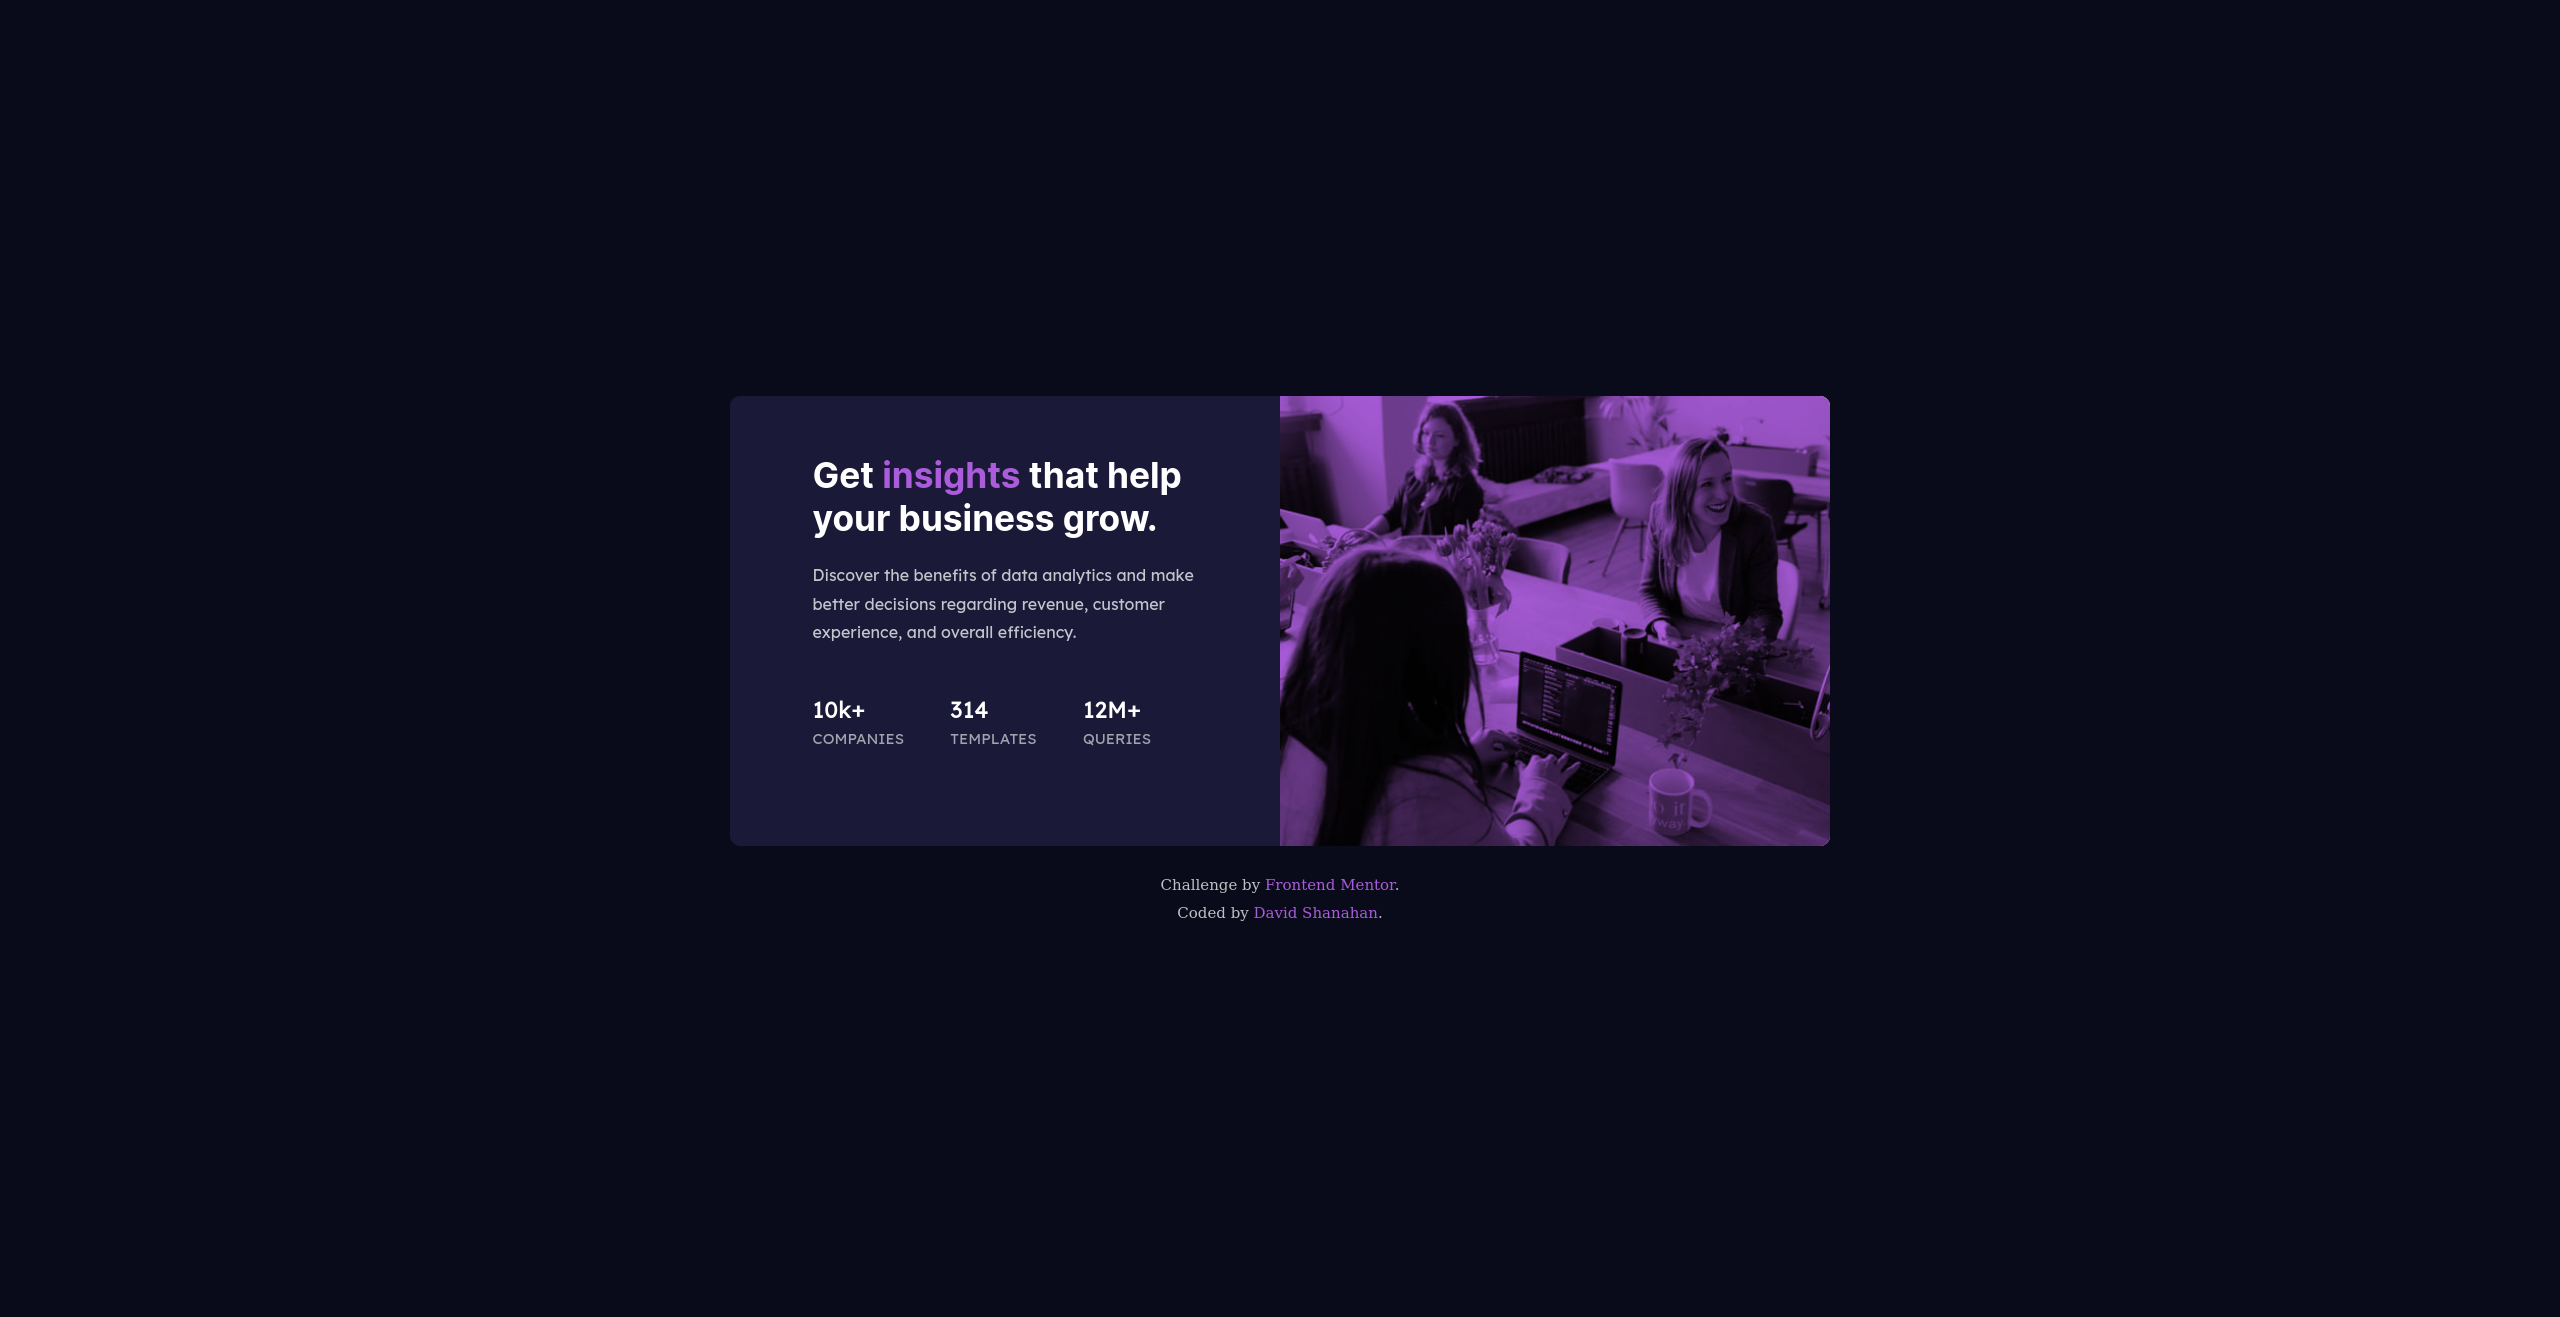 Get insights that help
your business grow.
Discover the benefits of data analytics and make
better decisions regarding revenue, customer
experience, and overall efficiency.
10k+ 314 12M+
COMPANIES TEMPLATES QUERIES
Challenge by Frontend Mentor.
Coded by David Shanahan.